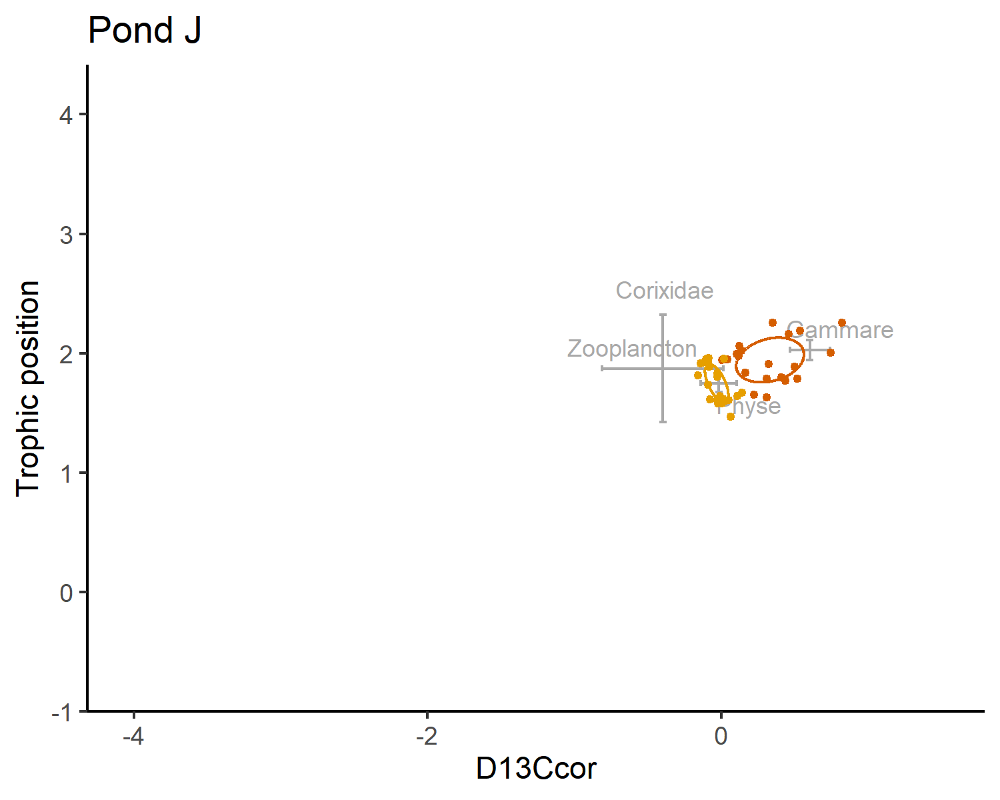 Pond J
Trophic position
4
3
2
1
0
-1
Corixidae
Zooplancton
Gammare
Physe
-4
-2
0
D13Ccor